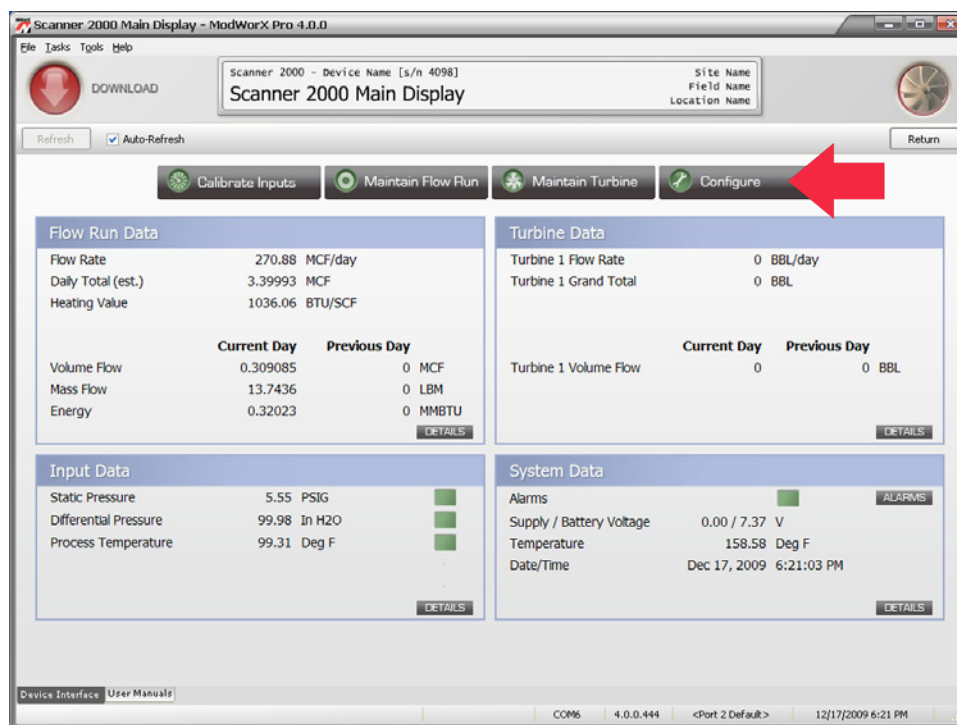 Scanner 2000 Main Display - ModWorX Pro 4.0.0
File Tasks Tools Help
DOWNLOAD
Scanner 2000 - Device Name [s/n 4098]
Scanner 2000 Main Display
Site Name
Field Name
Location Name
Refresh Auto-Refresh Return
Calibrate Inputs Maintain Flow Run Maintain Turbine Configure
Flow Run Data
Flow Rate 270.88 MCF/day
Daily Total (est.) 3.39993 MCF
Heating Value 1036.06 BTU/SCF
Current Day Previous Day
Volume Flow 0.309085 0 MCF
Mass Flow 13.7436 0 LBM
Energy 0.32023 0 MMBTU
DETAILS
Turbine Data
Turbine 1 Flow Rate 0 BBL/day
Turbine 1 Grand Total 0 BBL
Current Day Previous Day
Turbine 1 Volume Flow 0 0 BBL
DETAILS
Input Data
Static Pressure 5.55 PSIG
Differential Pressure 99.98 In H2O
Process Temperature 99.31 Deg F
DETAILS
System Data
Alarms ALARMS
Supply / Battery Voltage 0.00 / 7.37 V
Temperature 158.58 Deg F
Date/Time Dec 17, 2009 6:21:03 PM
DETAILS
Device Interface User Manuals
COM6 4.0.0.444 <Port 2 Default> 12/17/2009 6:21 PM